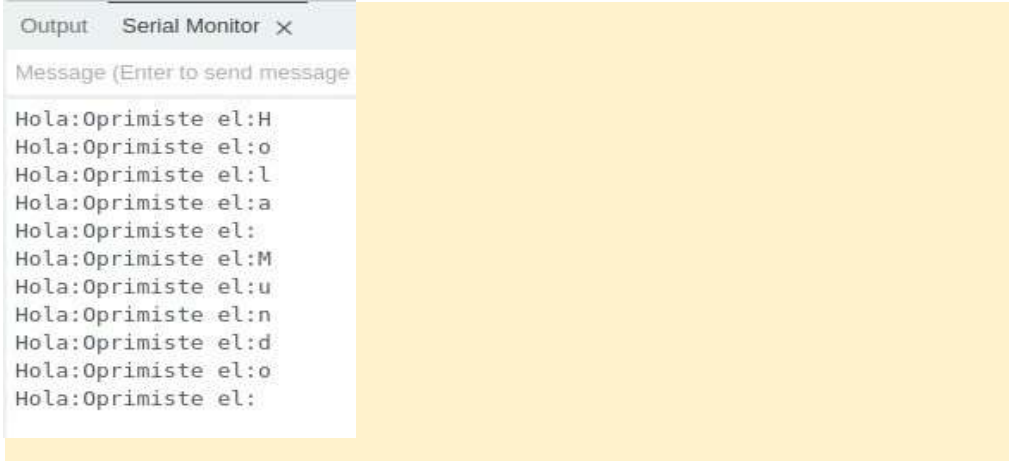 Output Serial Monitor ×
Message (Enter to send message
Hola:Oprimiste el:H
Hola:Oprimiste el:o
Hola:Oprimiste el:l
Hola:Oprimiste el:a
Hola:Oprimiste el:
Hola:Oprimiste el:M
Hola:Oprimiste el:u
Hola:Oprimiste el:n
Hola:Oprimiste el:d
Hola:Oprimiste el:o
Hola:Oprimiste el: